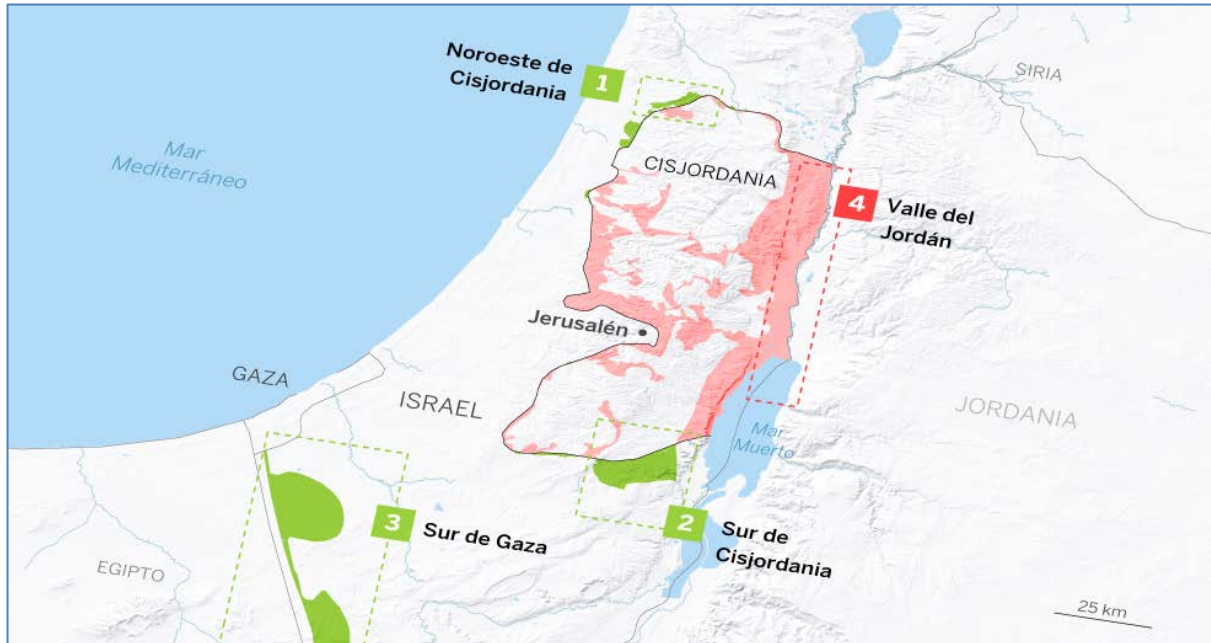 Noroeste de
Cisjordania
1
SIRIA
Mar
Mediterráneo
CISJORDANIA
4
Valle del
Jordán
Jerusalén
GAZA
ISRAEL
JORDANIA
Mar
Muerto
3
Sur de Gaza
2
Sur de
Cisjordania
EGIPTO
25 km